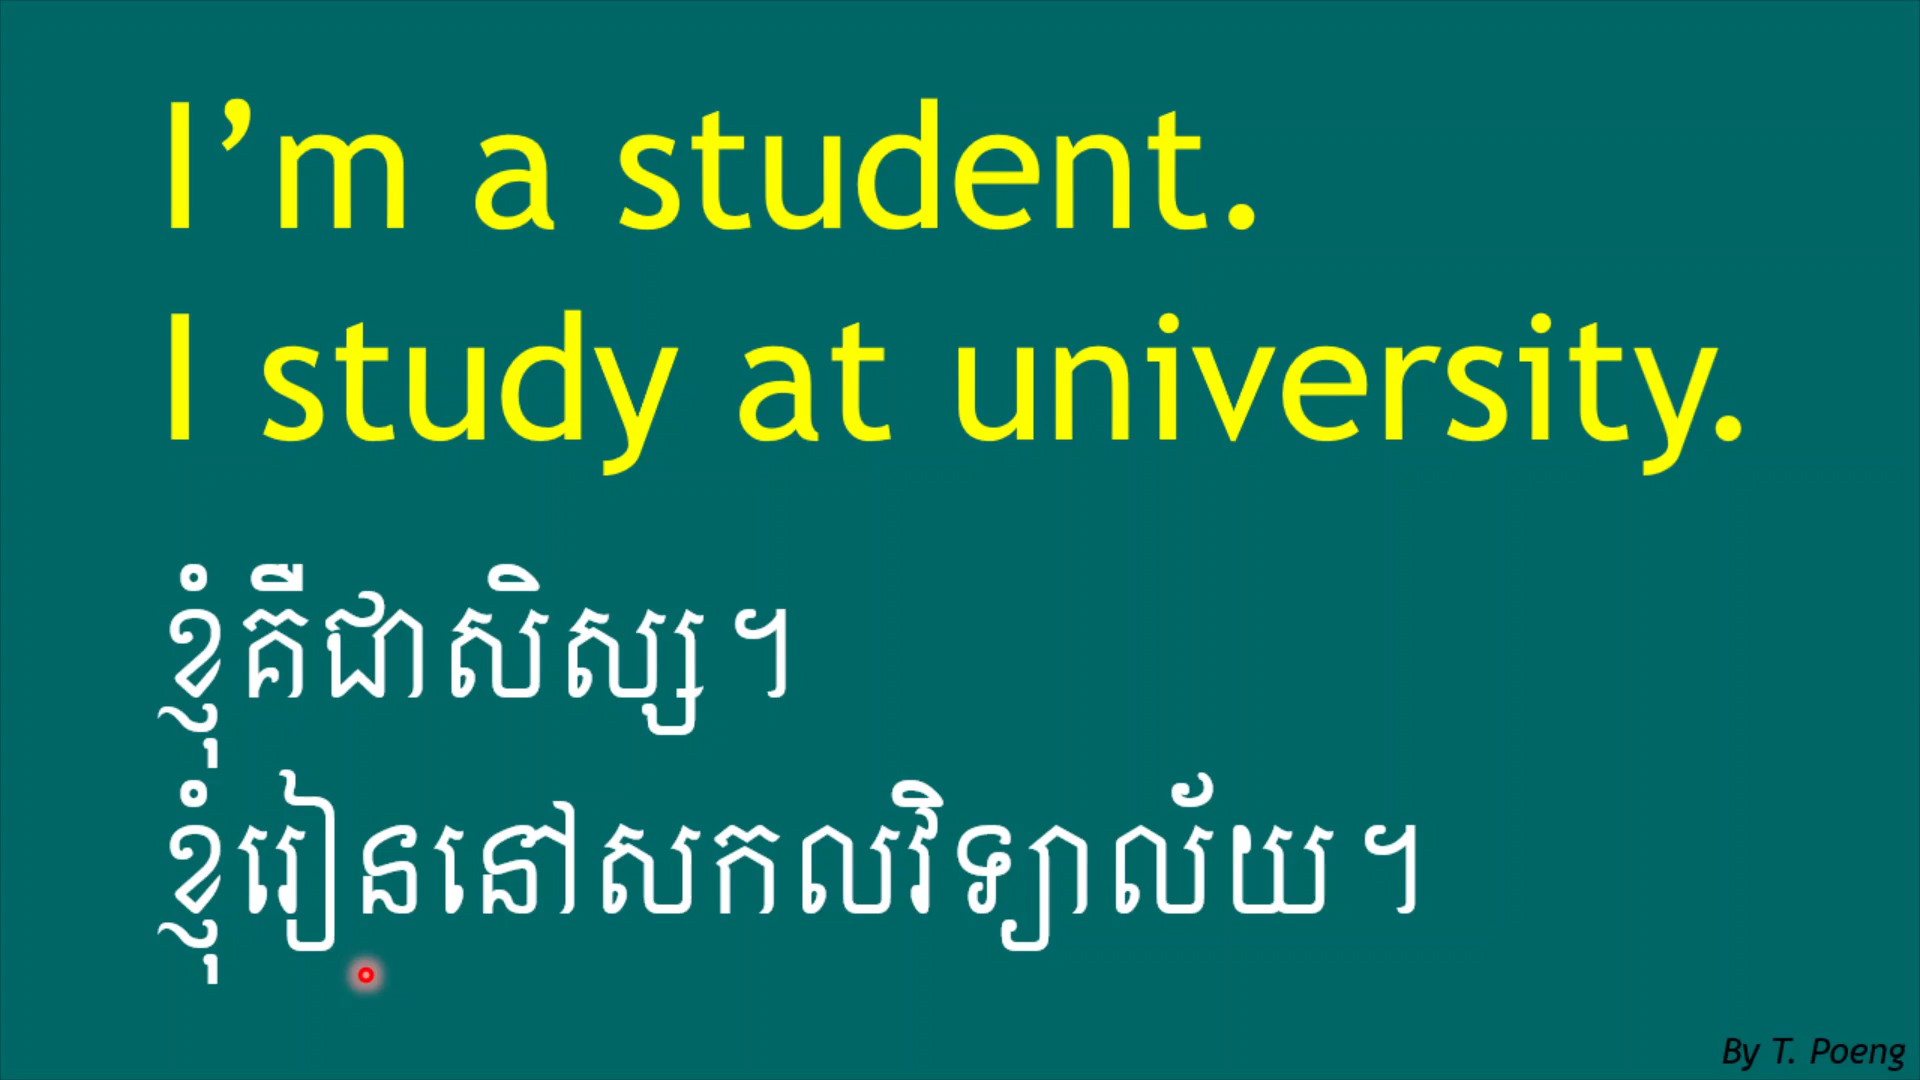 I’m a student.
I study at university.
ខ្ញុំគឺជាសិស្ស។
ខ្ញុំរៀននៅសកលវិទ្យាល័យ។
By T. Poeng